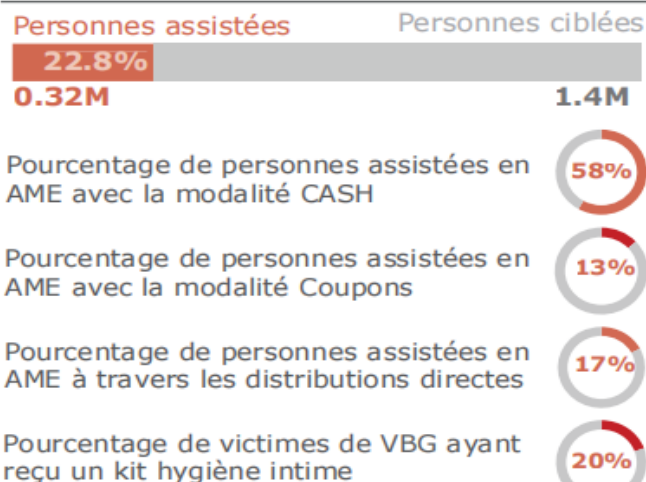 Personnes assistées Personnes ciblées
22.8%
0.32M 1.4M
Pourcentage de personnes assistées en
AME avec la modalité CASH
58%
Pourcentage de personnes assistées en
AME avec la modalité Coupons
13%
Pourcentage de personnes assistées en
AME à travers les distributions directes
17%
Pourcentage de victimes de VBG ayant
reçu un kit hygiène intime
20%